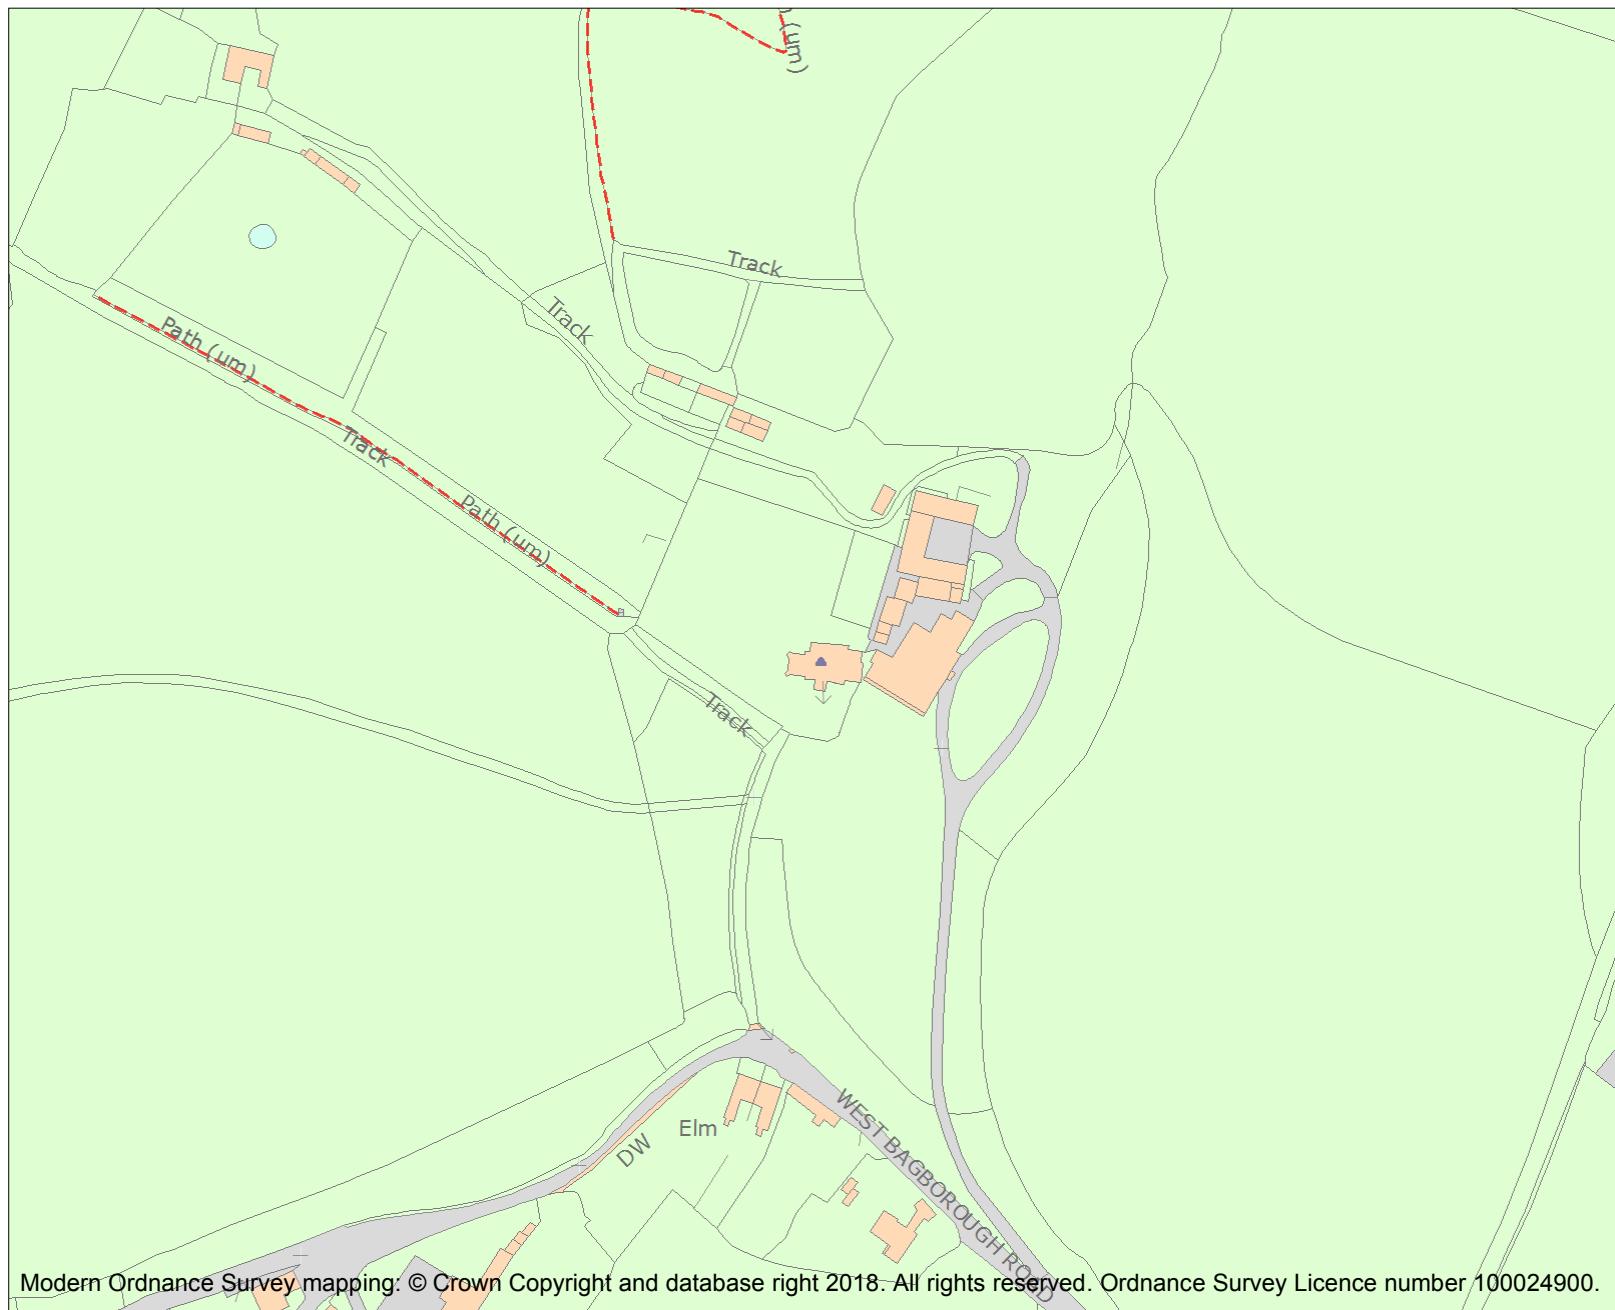 (um)
Track
Track
Path (um)
Track
Path (um)
Track
WEST BAGBOROUGH ROAD
Elm
DW
Modern Ordnance Survey mapping: © Crown Copyright and database right 2018. All rights reserved. Ordnance Survey Licence number 100024900.